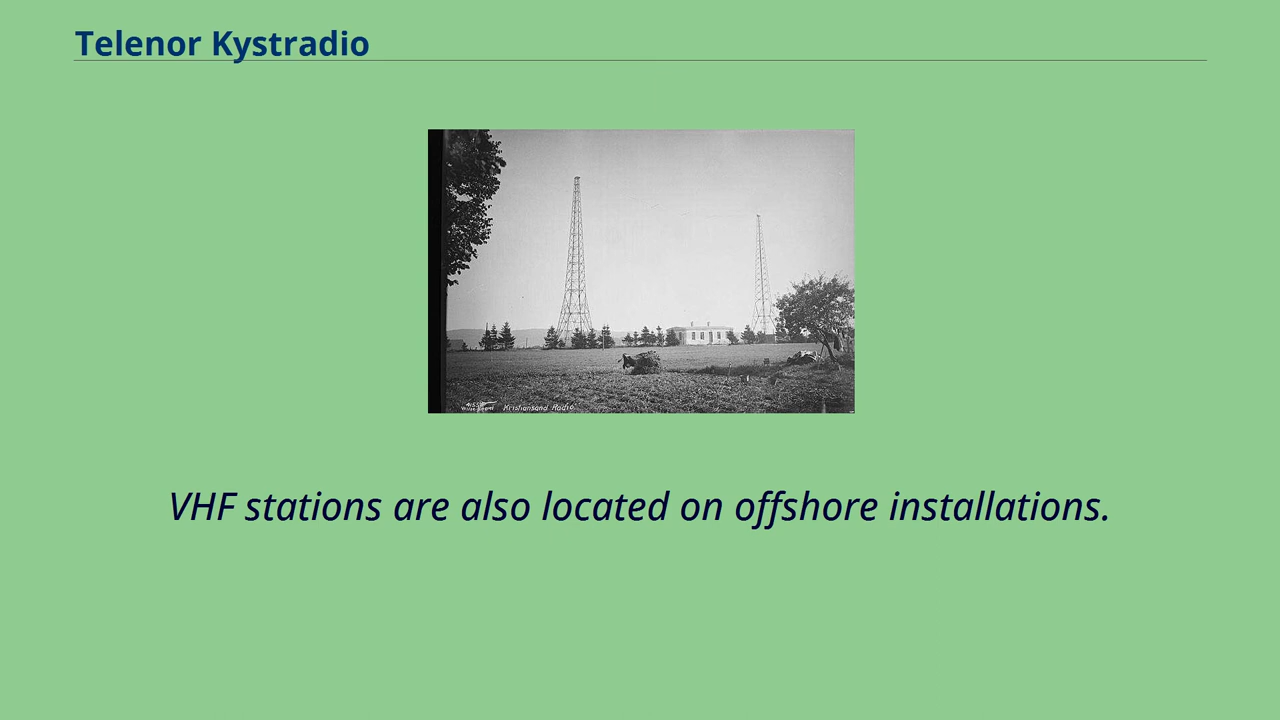 Telenor Kystradio
Kristiansand Radio
VHF stations are also located on offshore installations.